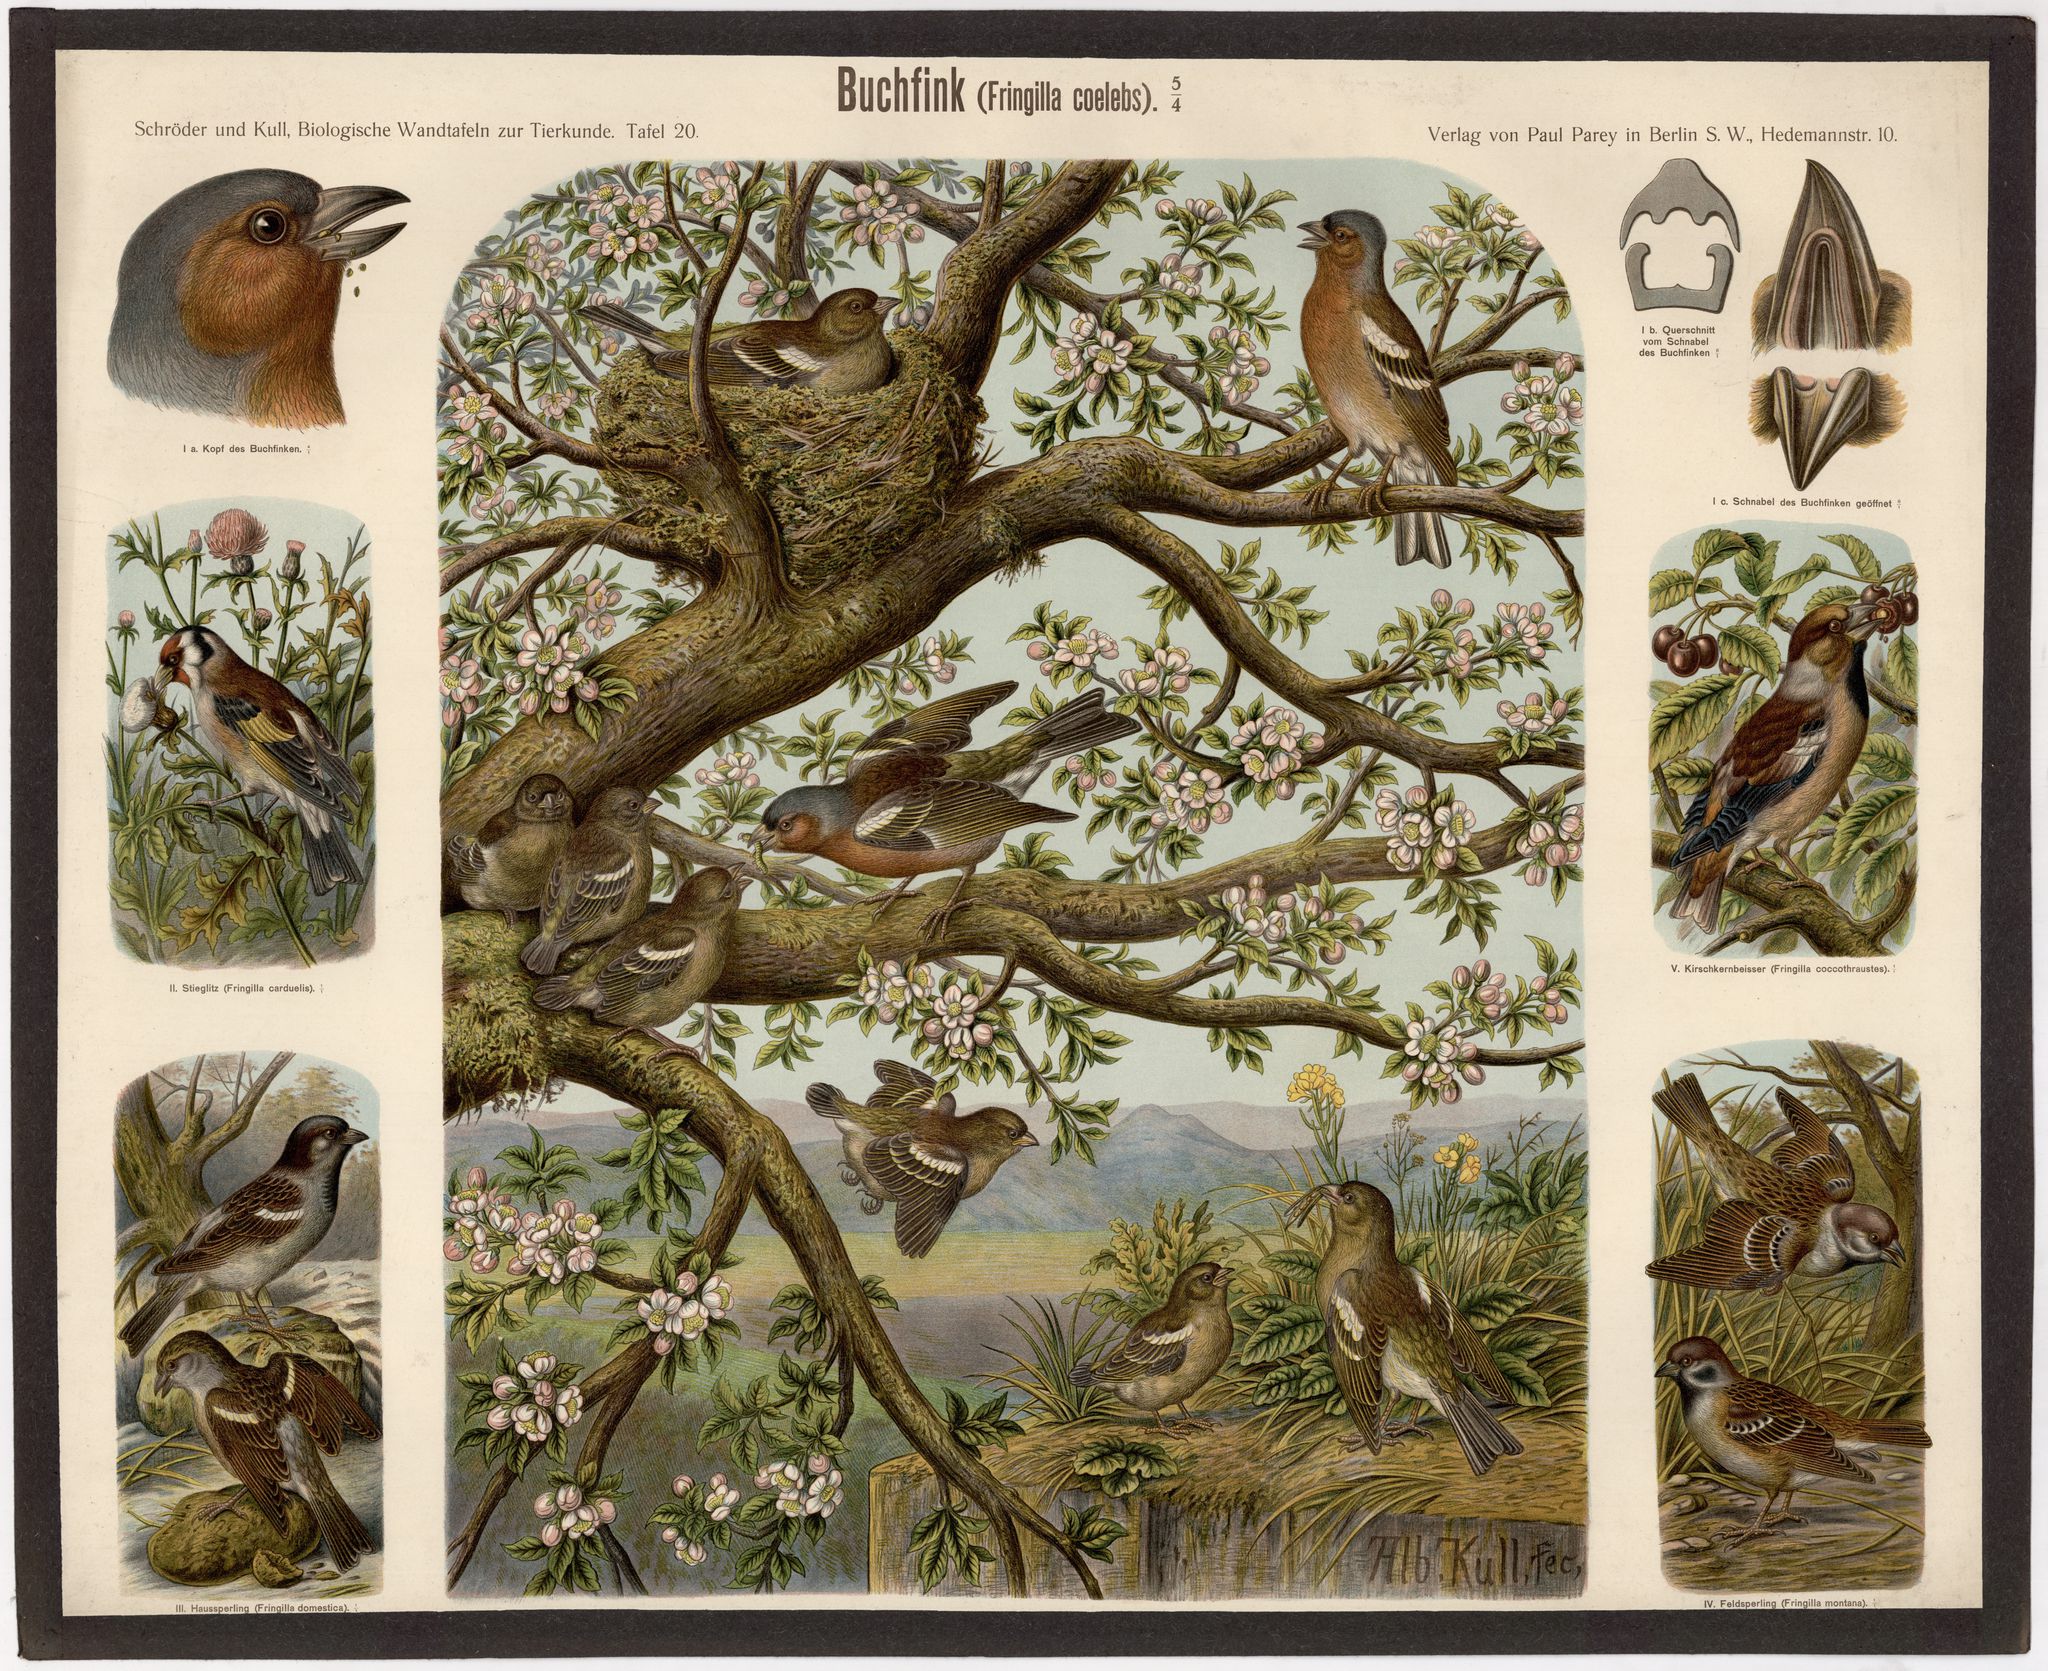 Buchfink (Fringilla coelebs). 5/4
Schröder und Kull, Biologische Wandtafeln zur Tierkunde. Tafel 20.
Verlag von Paul Parey in Berlin S. W., Hedemannstr. 10.
I a. Kopf des Buchfinken.
I b. Querschnitt
vom Schnabel
des Buchfinken
I c. Schnabel des Buchfinken geöffnet
II. Stieglitz (Fringilla carduelis).
V. Kirschkernbeisser (Fringilla coccothraustes).
Alb. Kull, fec,
III. Haussperling (Fringilla domestica).
IV. Feldsperling (Fringilla montana).